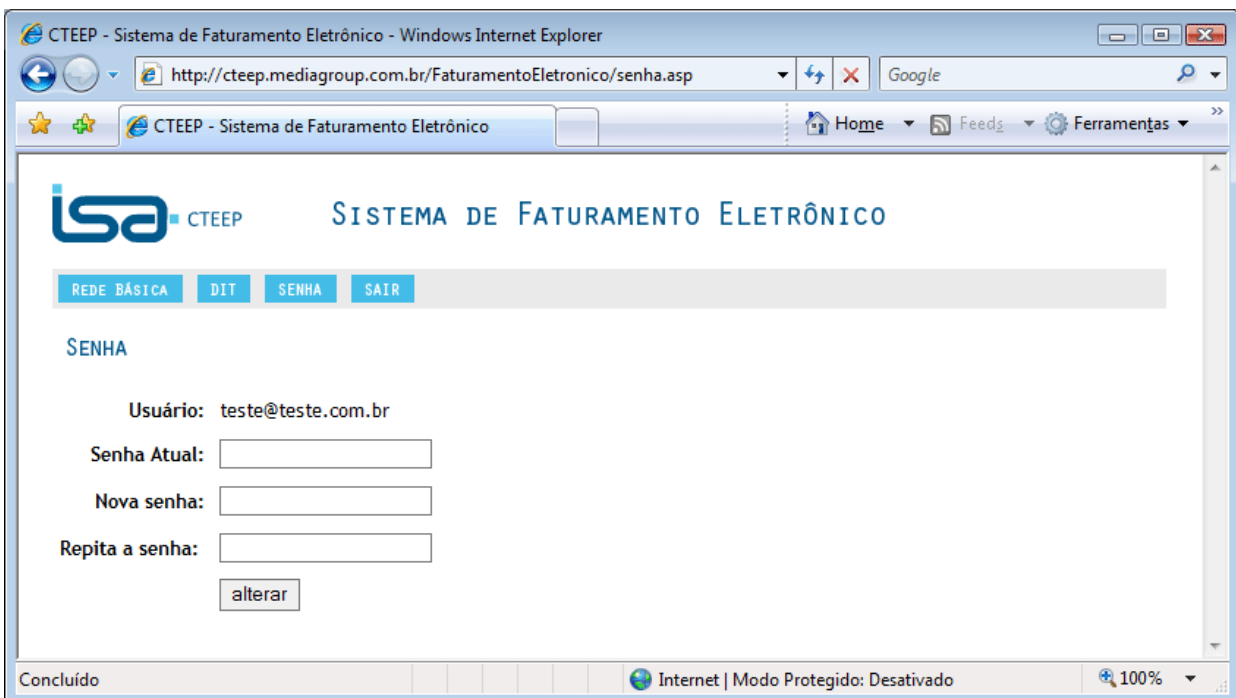 CTEEP - Sistema de Faturamento Eletrônico - Windows Internet Explorer
http://cteep.mediagroup.com.br/FaturamentoEletronico/senha.asp Google
CTEEP - Sistema de Faturamento Eletrônico Home Feeds Ferramentas
isa CTEEP SISTEMA DE FATURAMENTO ELETRÔNICO
REDE BÁSICA DIT SENHA SAIR
SENHA
Usuário: teste@teste.com.br
Senha Atual:
Nova senha:
Repita a senha:
alterar
Concluído Internet | Modo Protegido: Desativado 100%